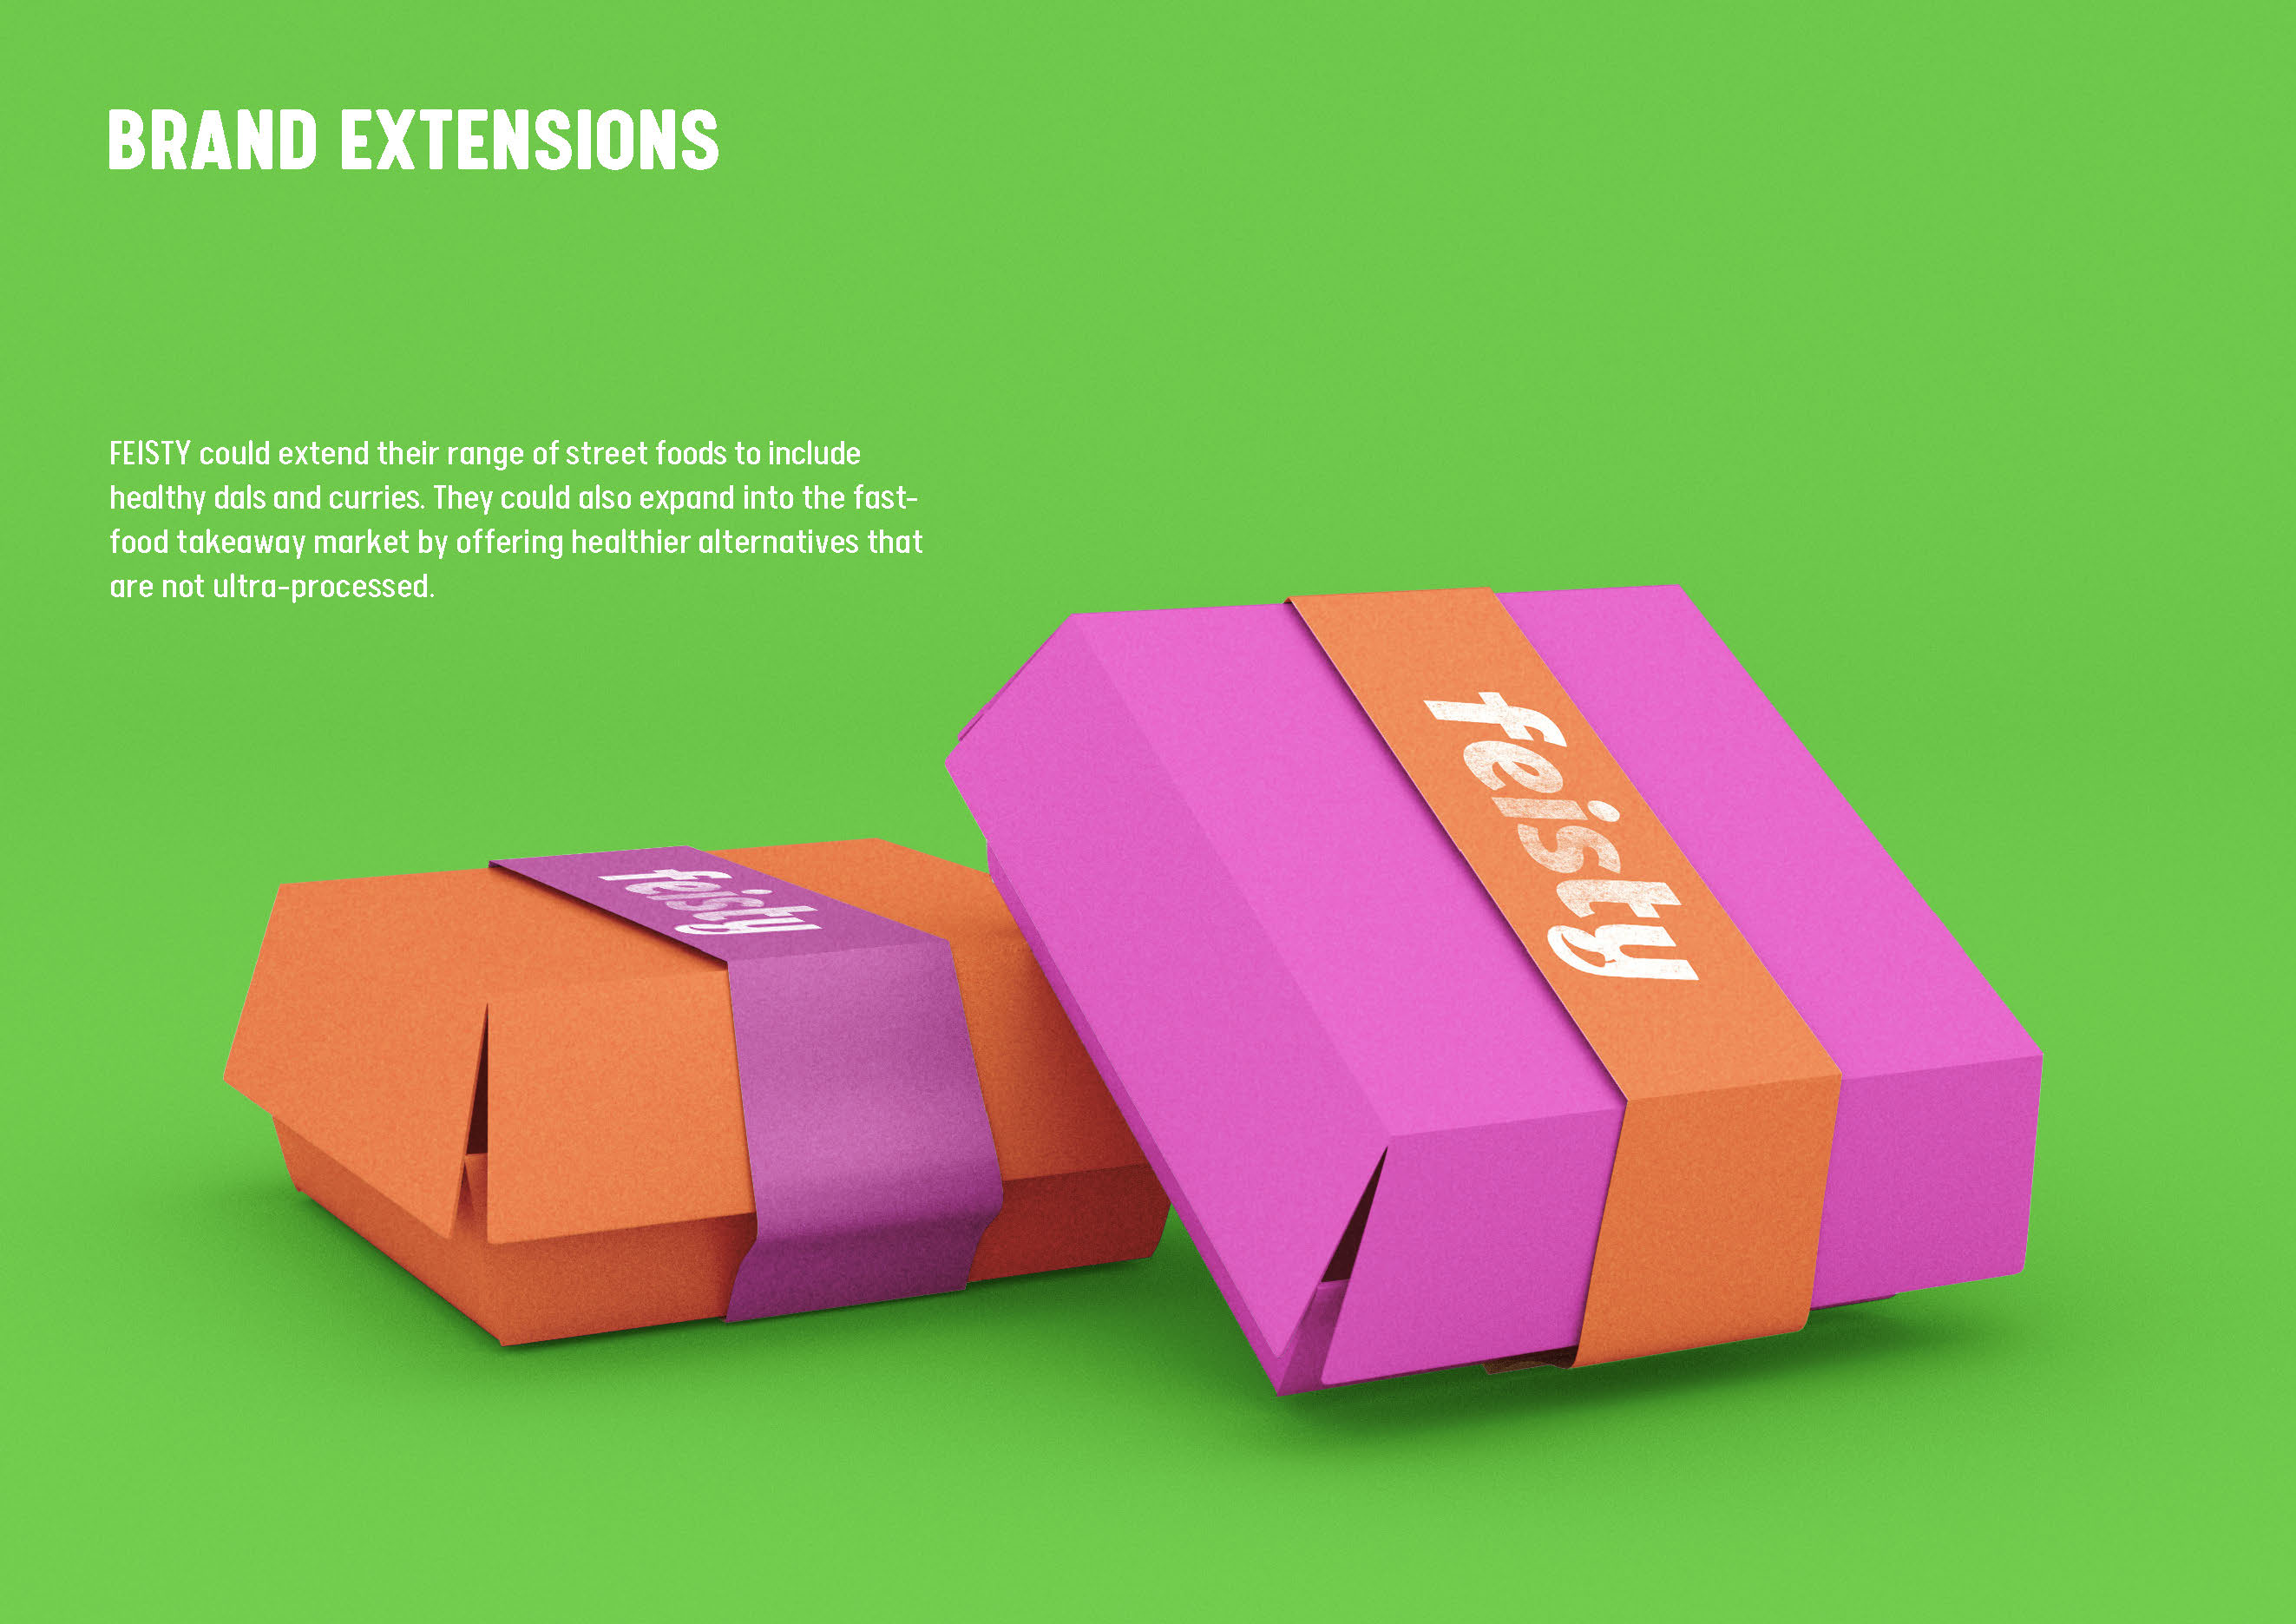 BRAND EXTENSIONS
FEISTY could extend their range of street foods to include
healthy dals and curries. They could also expand into the fast-
food takeaway market by offering healthier alternatives that
are not ultra-processed.
feisty
feisty